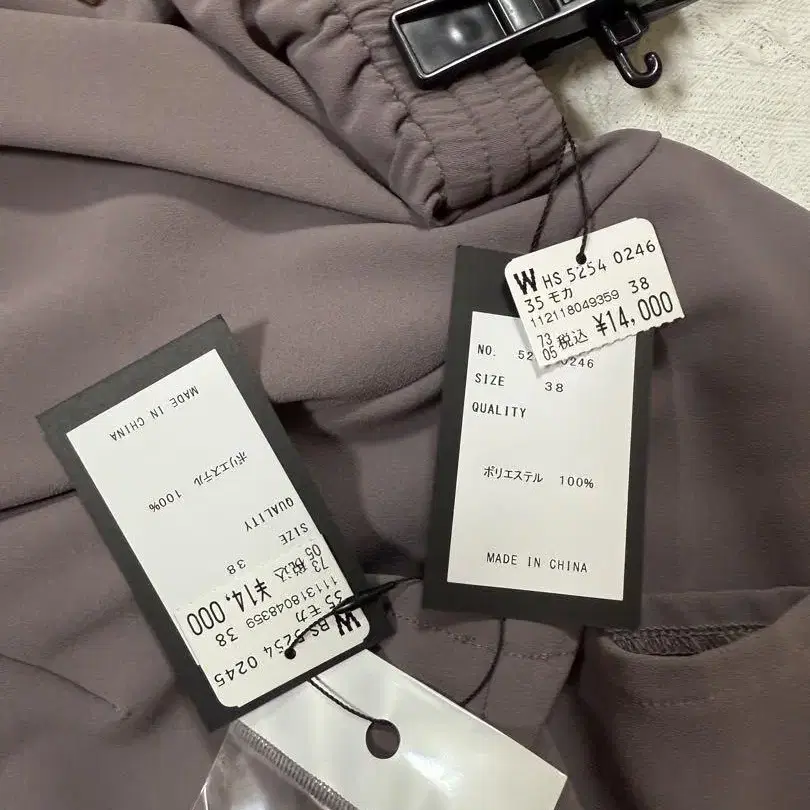 W HS 5254 0246
35 モカ
112118049359 38
73
05 税込 ¥14,000
NO. 52 0246
SIZE 38
QUALITY
ポリエステル 100%
MADE IN CHINA
MADE IN CHINA
ポリエステル 100%
QUALITY
SIZE 38
W BS 5254 0245
35 モカ
111318048359 38
73
05 税込 ¥14,000